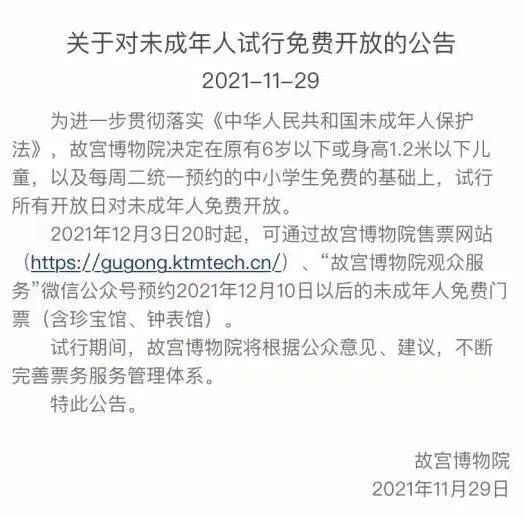 关于对未成年人试行免费开放的公告
2021-11-29
为进一步贯彻落实《中华人民共和国未成年人保护
法》，故宫博物院决定在原有6岁以下或身高1.2米以下儿
童，以及每周二统一预约的中小学生免费的基础上，试行
所有开放日对未成年人免费开放。
2021年12月3日20时起，可通过故宫博物院售票网站
（https://gugong.ktmtech.cn/）、“故宫博物院观众服
务”微信公众号预约2021年12月10日以后的未成年人免费门
票（含珍宝馆、钟表馆）。
试行期间，故宫博物院将根据公众意见、建议，不断
完善票务服务管理体系。
特此公告。
故宫博物院
2021年11月29日